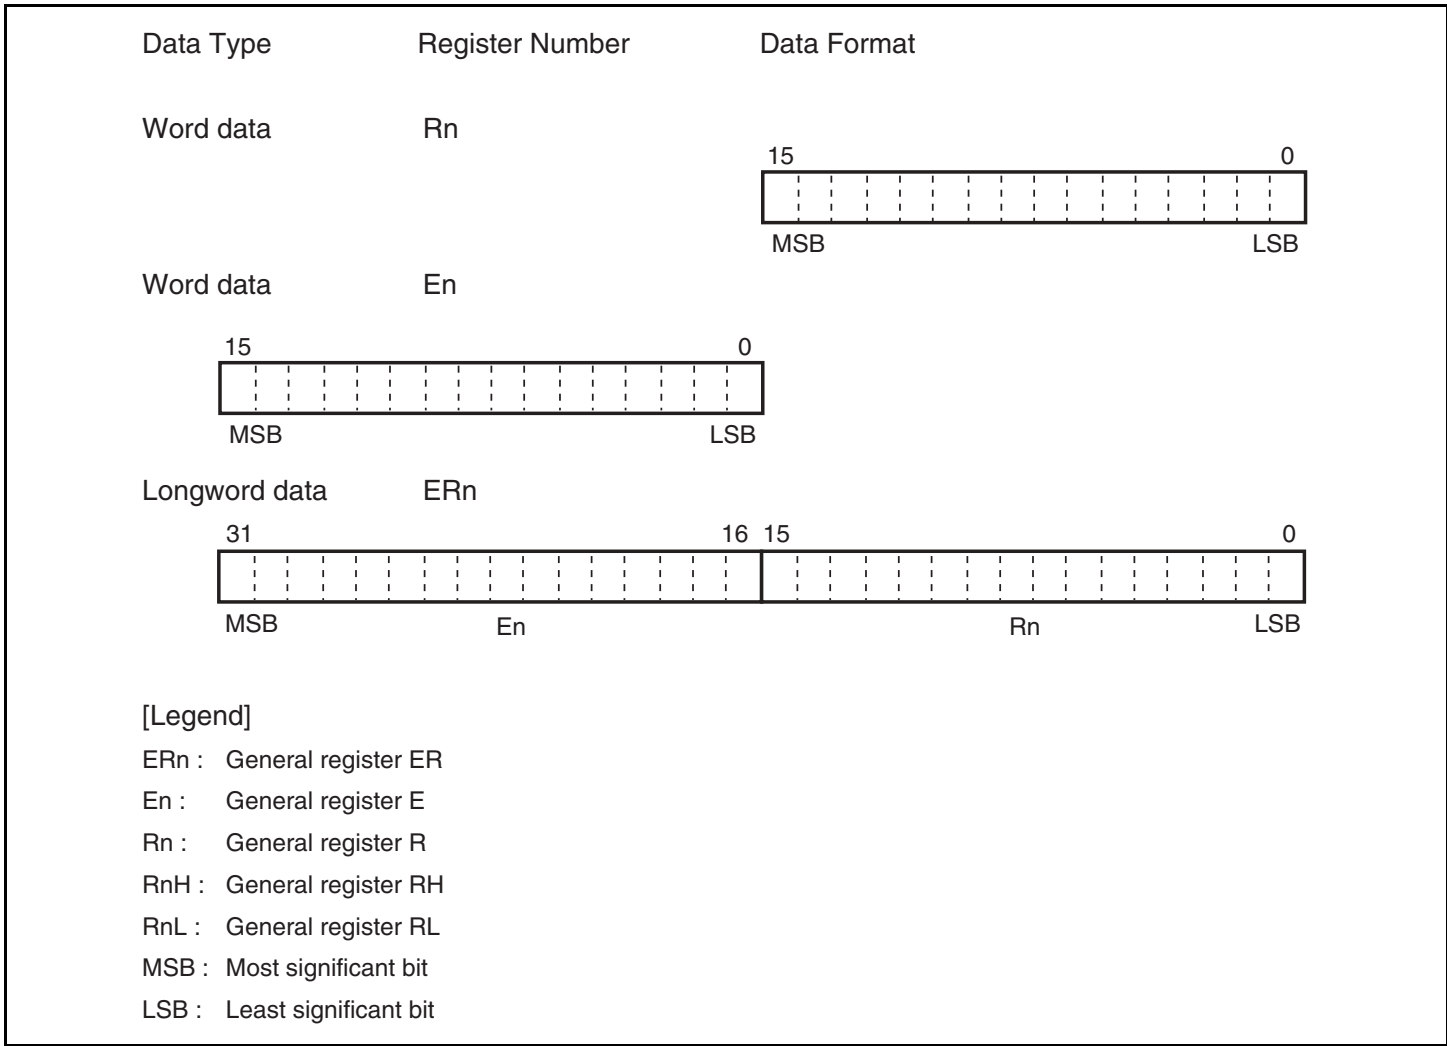 Data Type Register Number Data Format
Word data Rn
15 0
MSB LSB
Word data En
15 0
MSB LSB
Longword data ERn
31 16 15 0
MSB En Rn LSB
[Legend]
ERn : General register ER
En : General register E
Rn : General register R
RnH : General register RH
RnL : General register RL
MSB : Most significant bit
LSB : Least significant bit